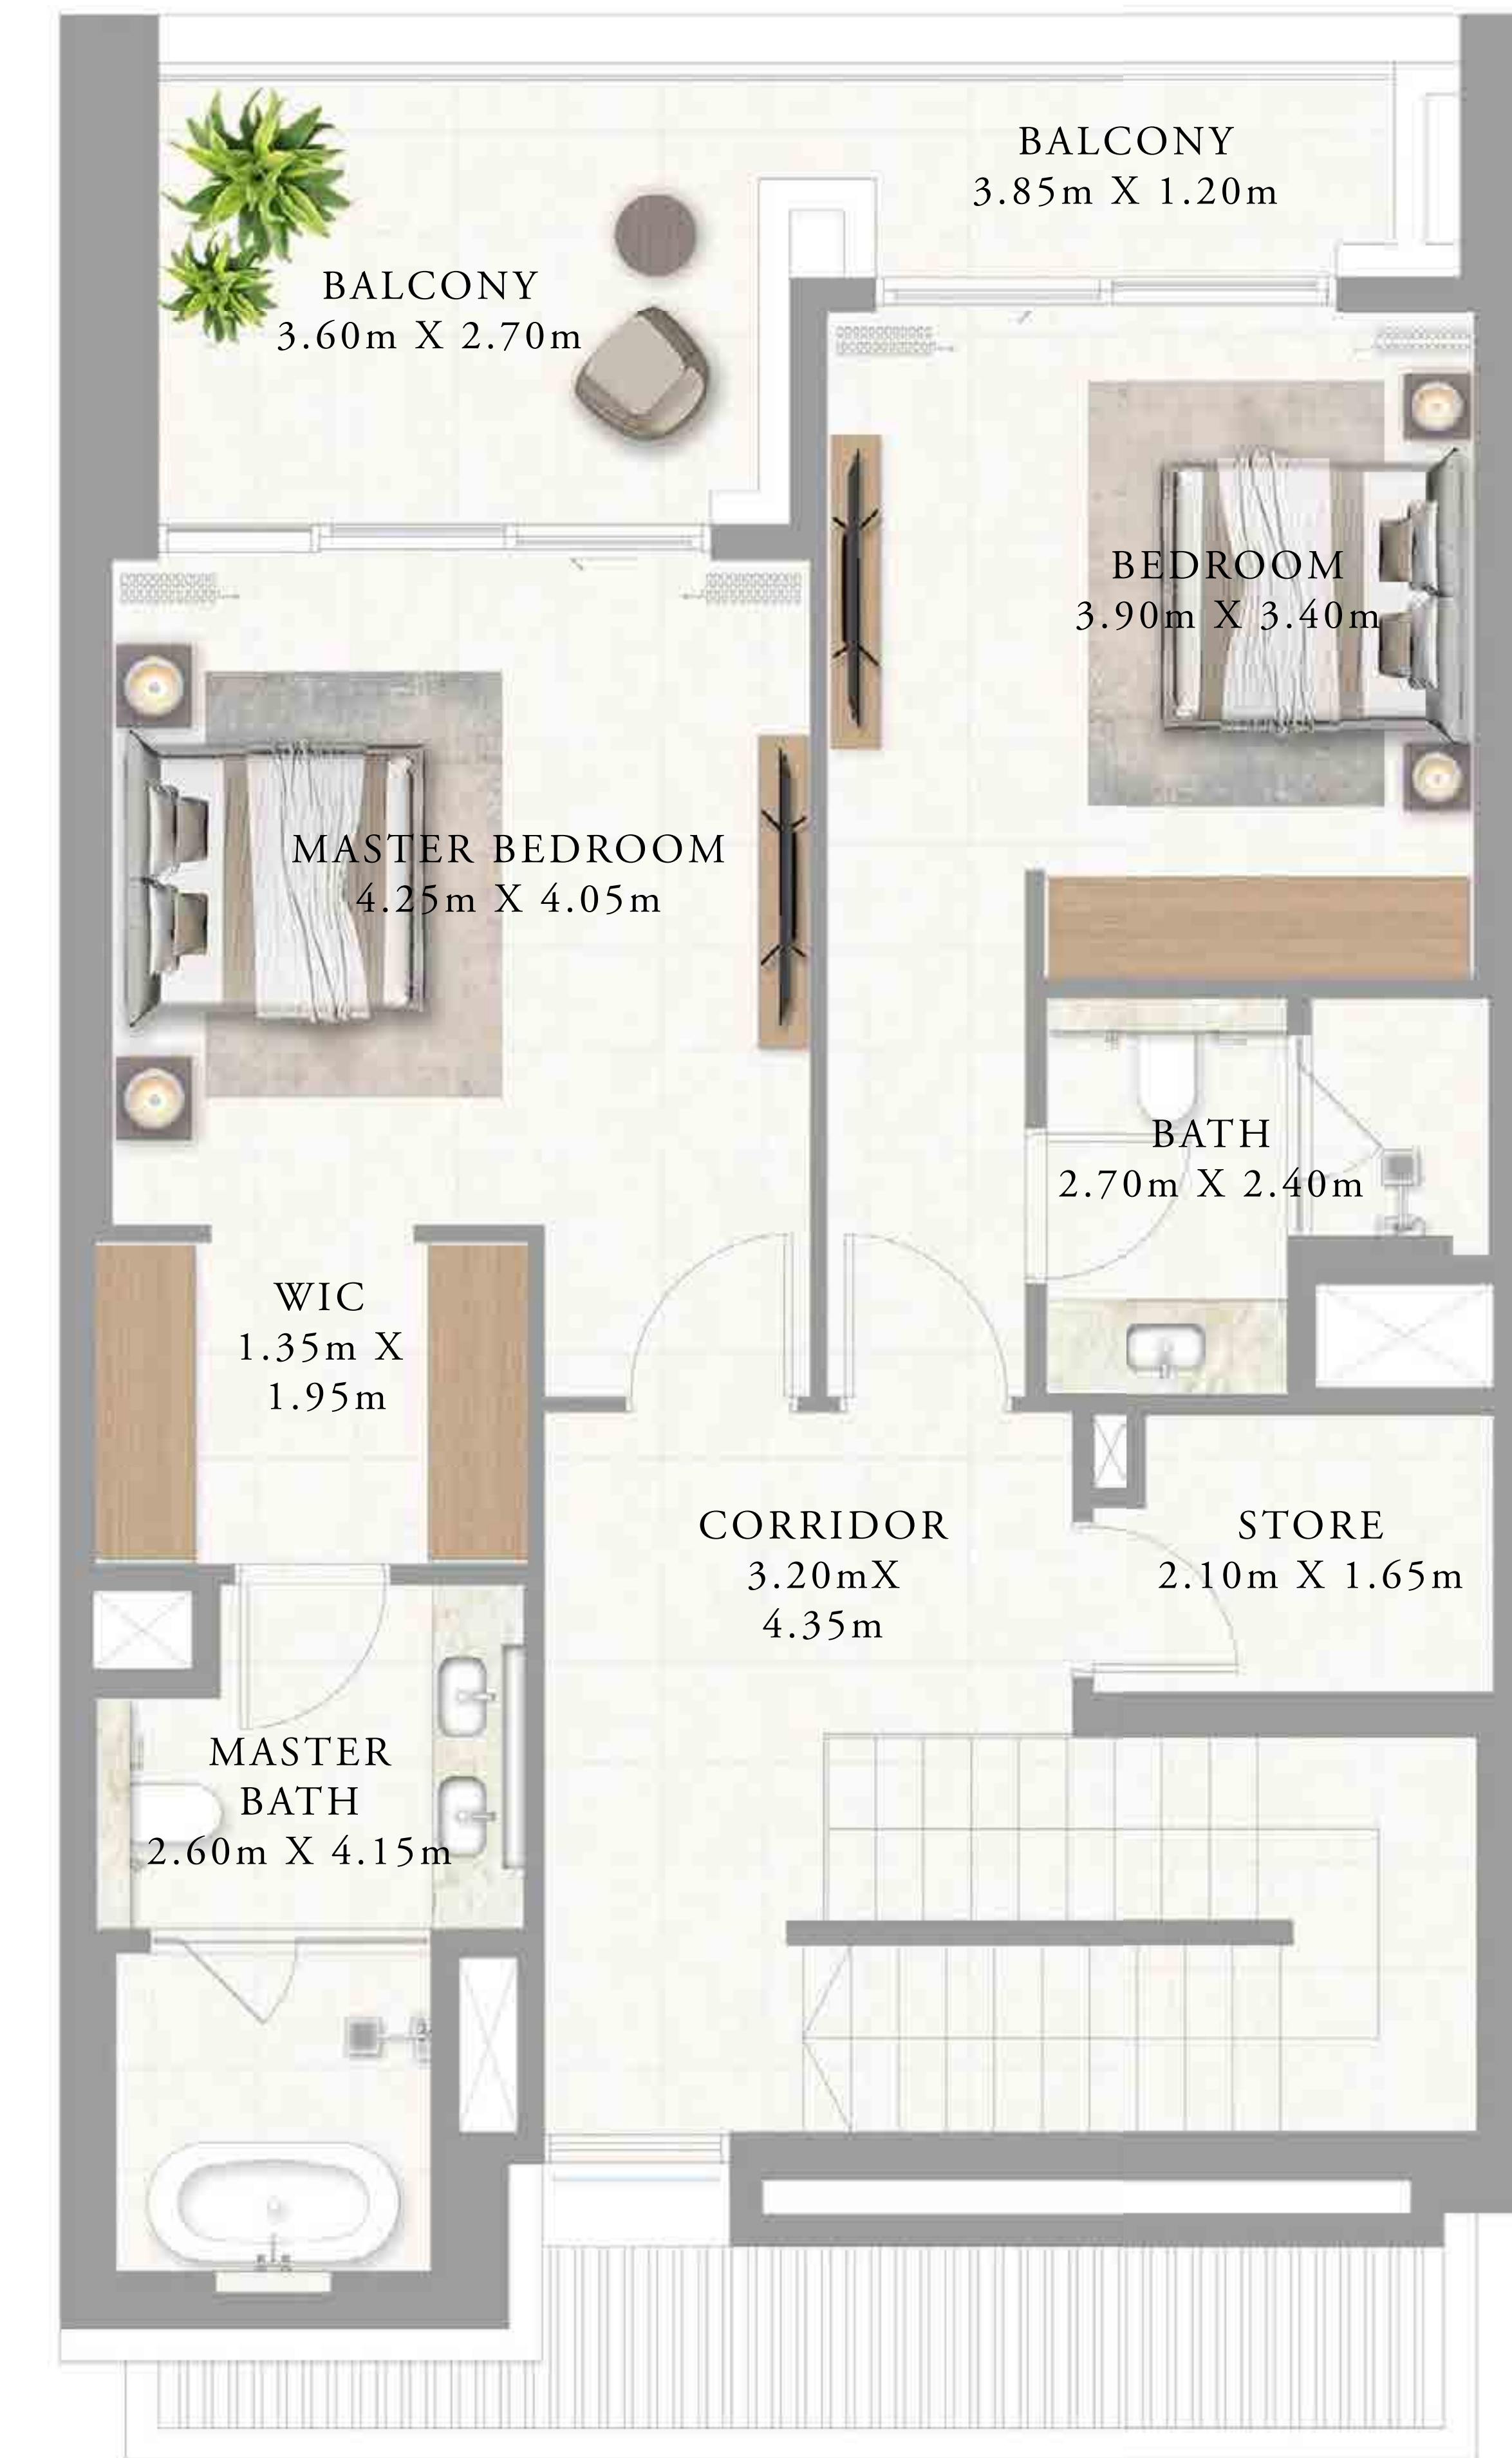 BALCONY
3.85m X 1.20m
BALCONY
3.60m X 2.70m
BEDROOM
3.90m X 3.40m
MASTER BEDROOM
4.25m X 4.05m
BATH
2.70m X 2.40m
WIC
1.35m X
1.95m
CORRIDOR
3.20mX
4.35m
STORE
2.10m X 1.65m
MASTER
BATH
2.60m X 4.15m